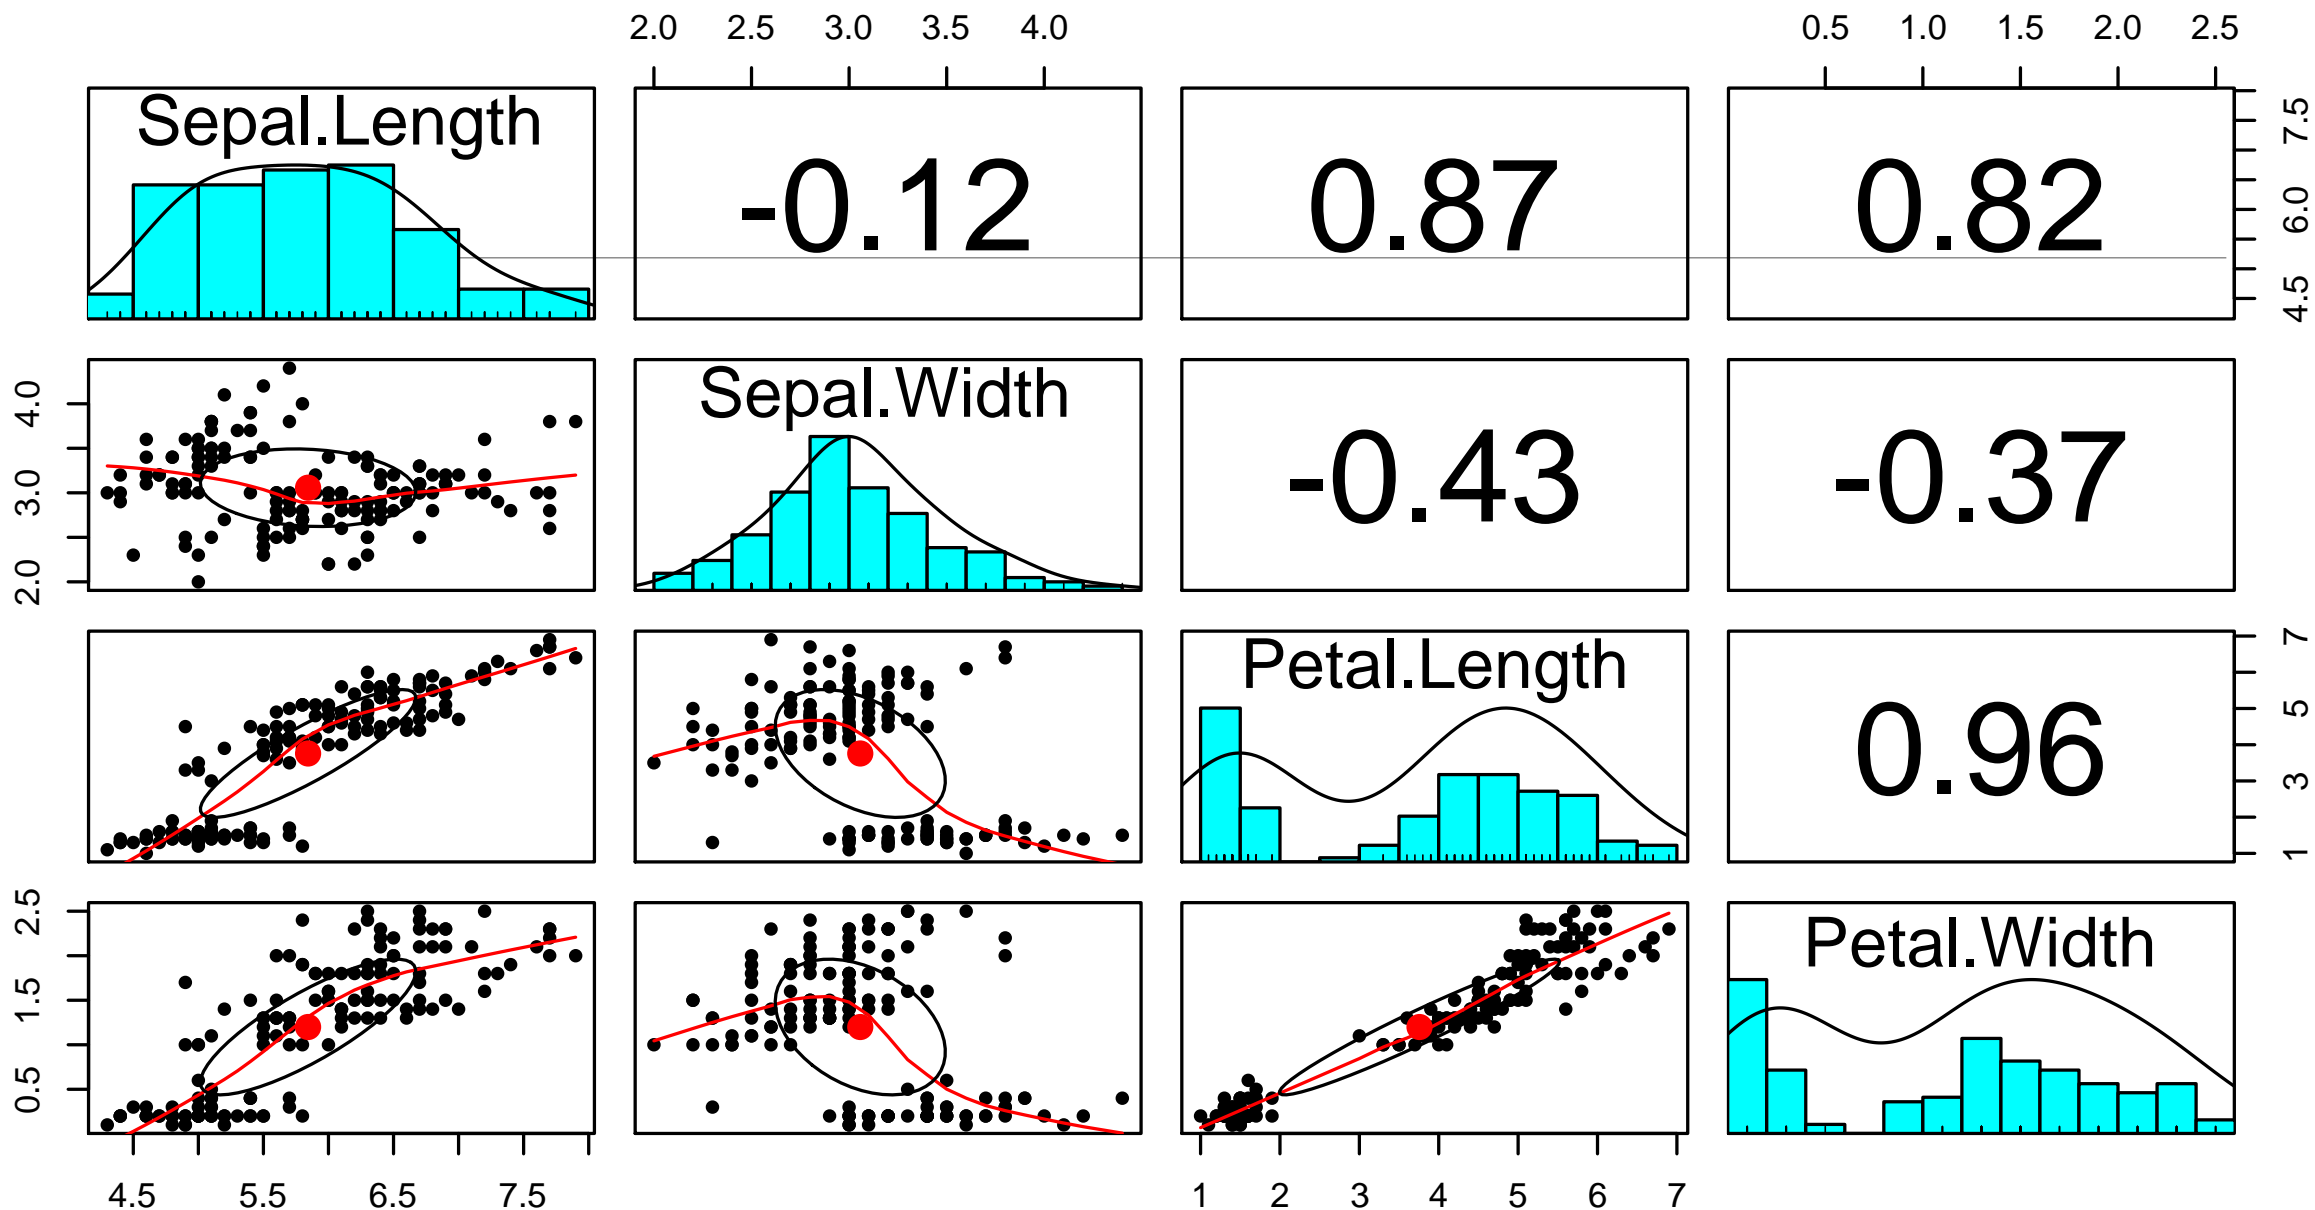 2.0 2.5 3.0 3.5 4.0 0.5 1.0 1.5 2.0 2.5
Sepal.Length
-0.12 0.87 0.82
4.5 6.0 7.5
2.0 3.0 4.0
Sepal.Width
-0.43 -0.37
Petal.Length
0.96
1 3 5 7
0.5 1.5 2.5
Petal.Width
4.5 5.5 6.5 7.5 1 2 3 4 5 6 7